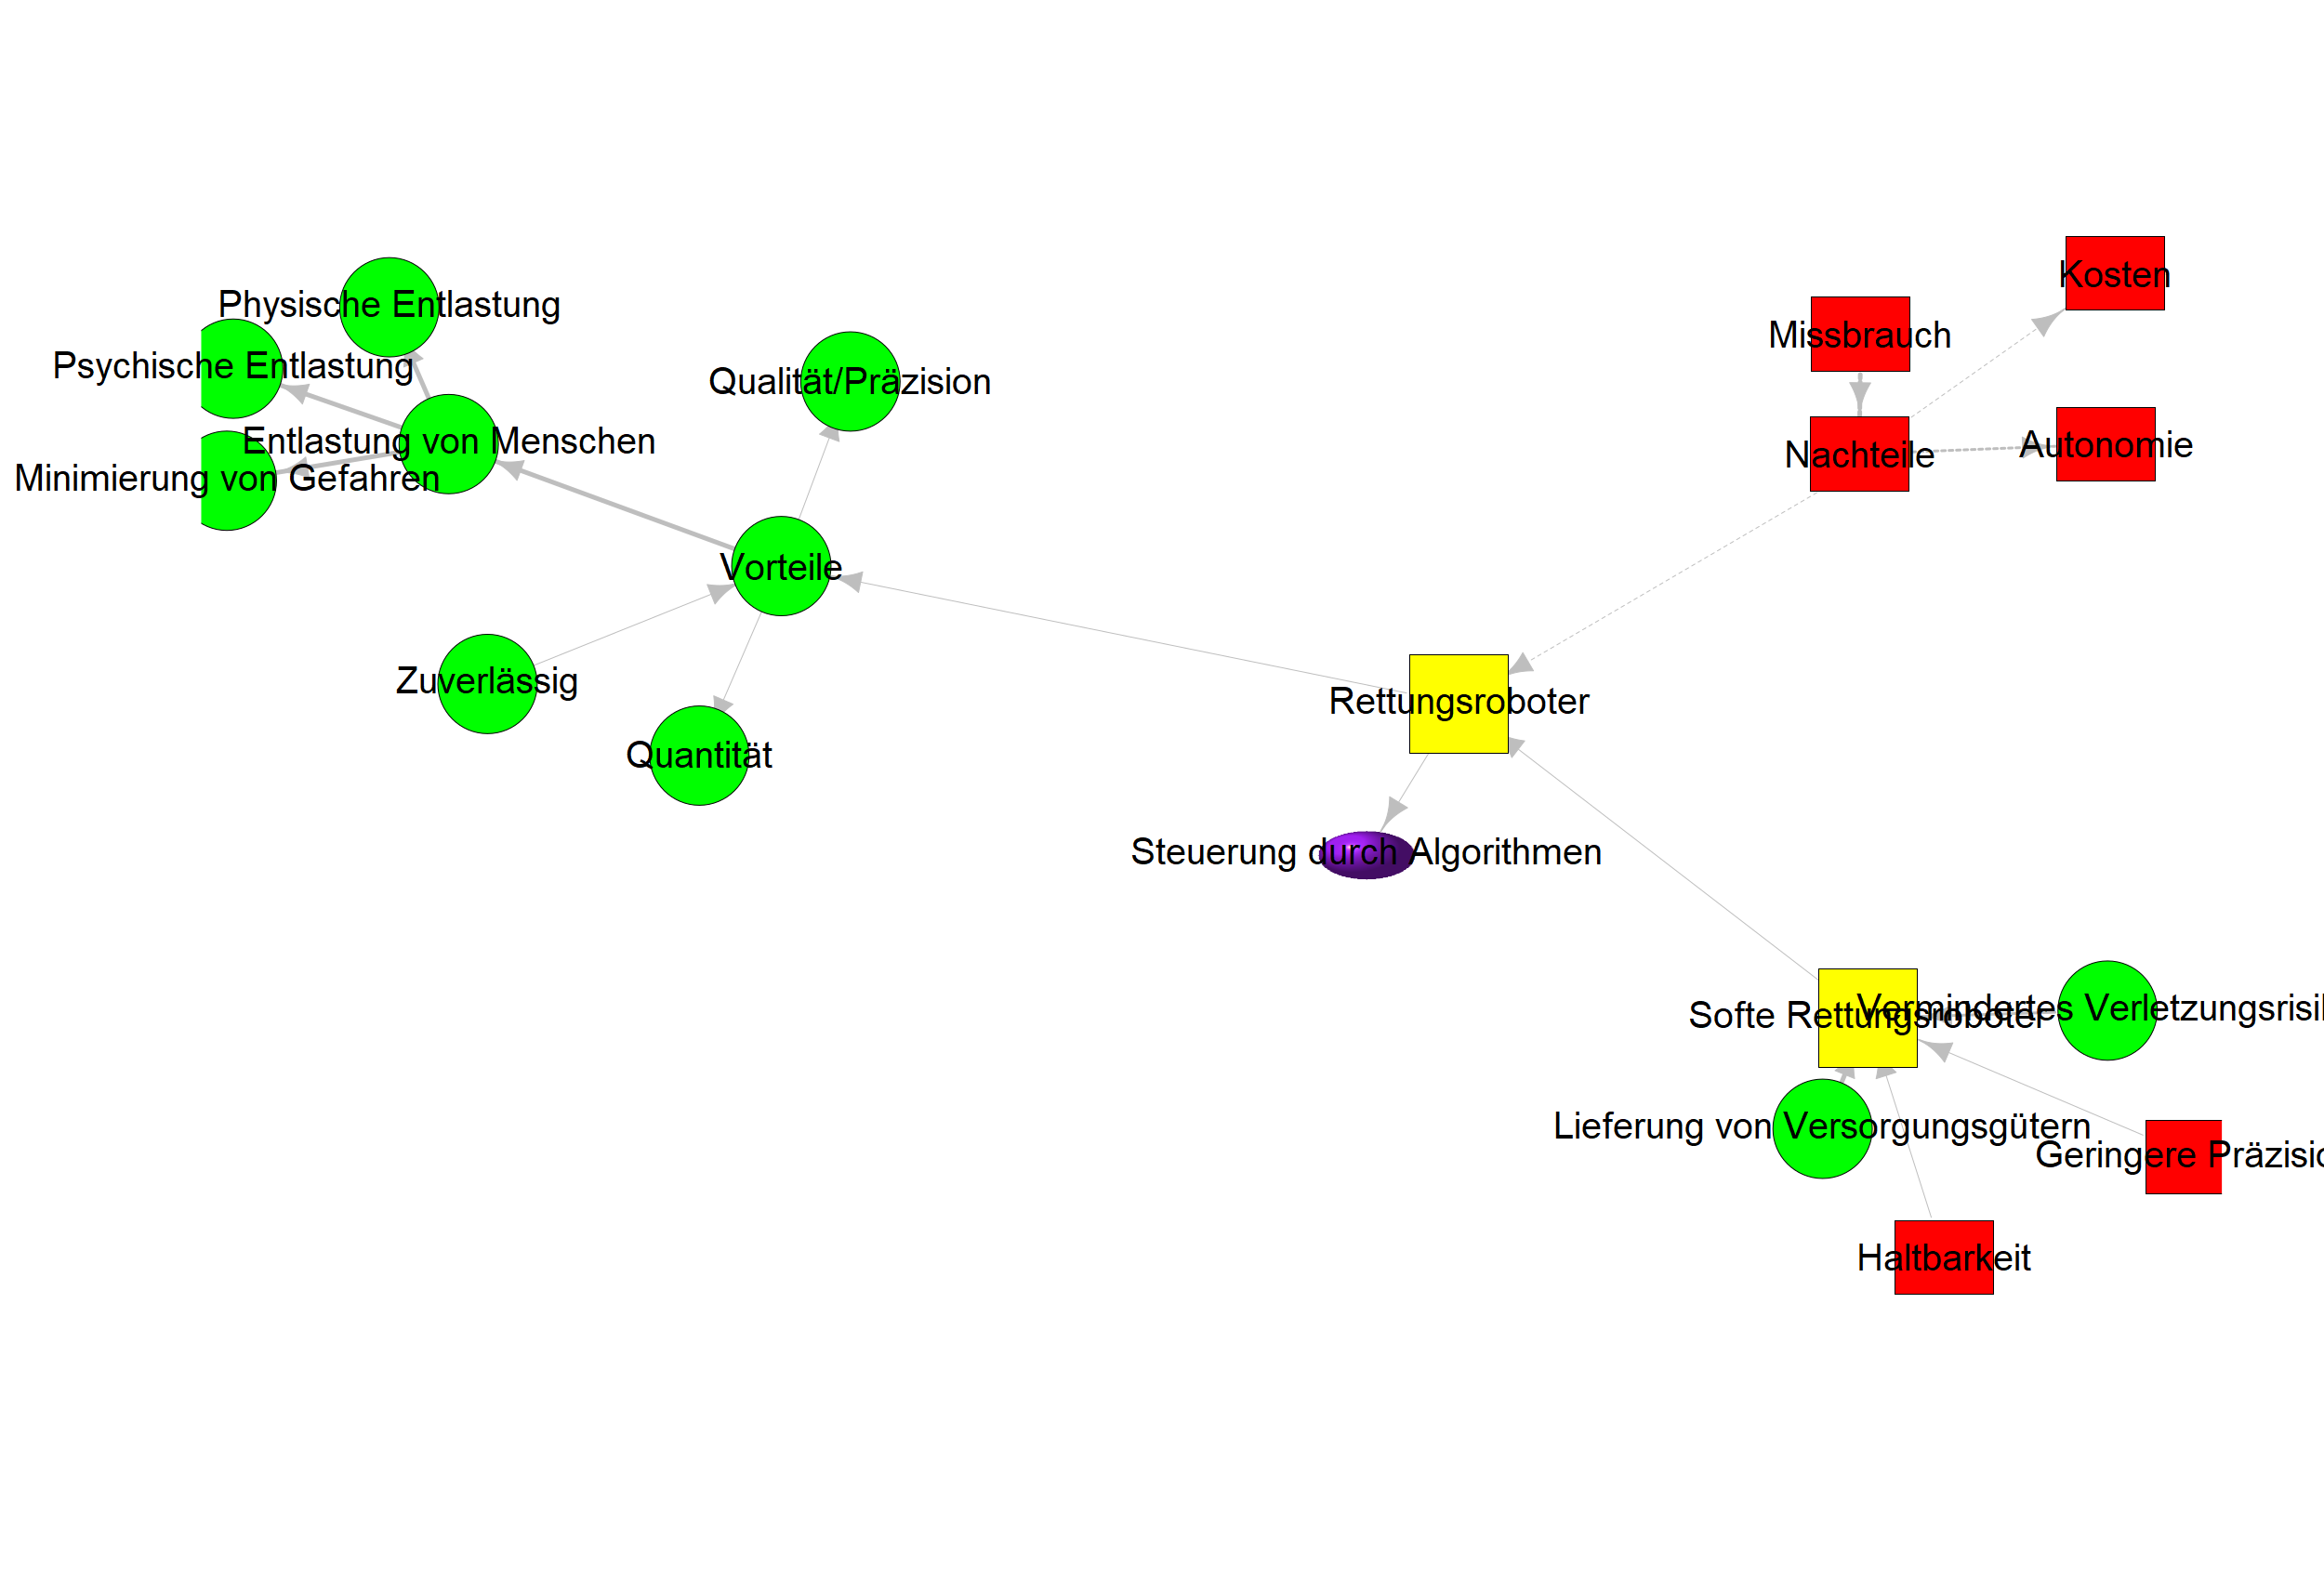 Kosten
Physische Entlastung
Missbrauch
Psychische Entlastung
Qualität/Präzision
Entlastung von Menschen
Autonomie
Nachteile
Minimierung von Gefahren
Vorteile
Zuverlässig
Rettungsroboter
Quantität
Steuerung durch Algorithmen
Vermindertes Verletzungsrisi
Softe Rettungsroboter
Lieferung von Versorgungsgütern
Geringere Präzisi
Haltbarkeit